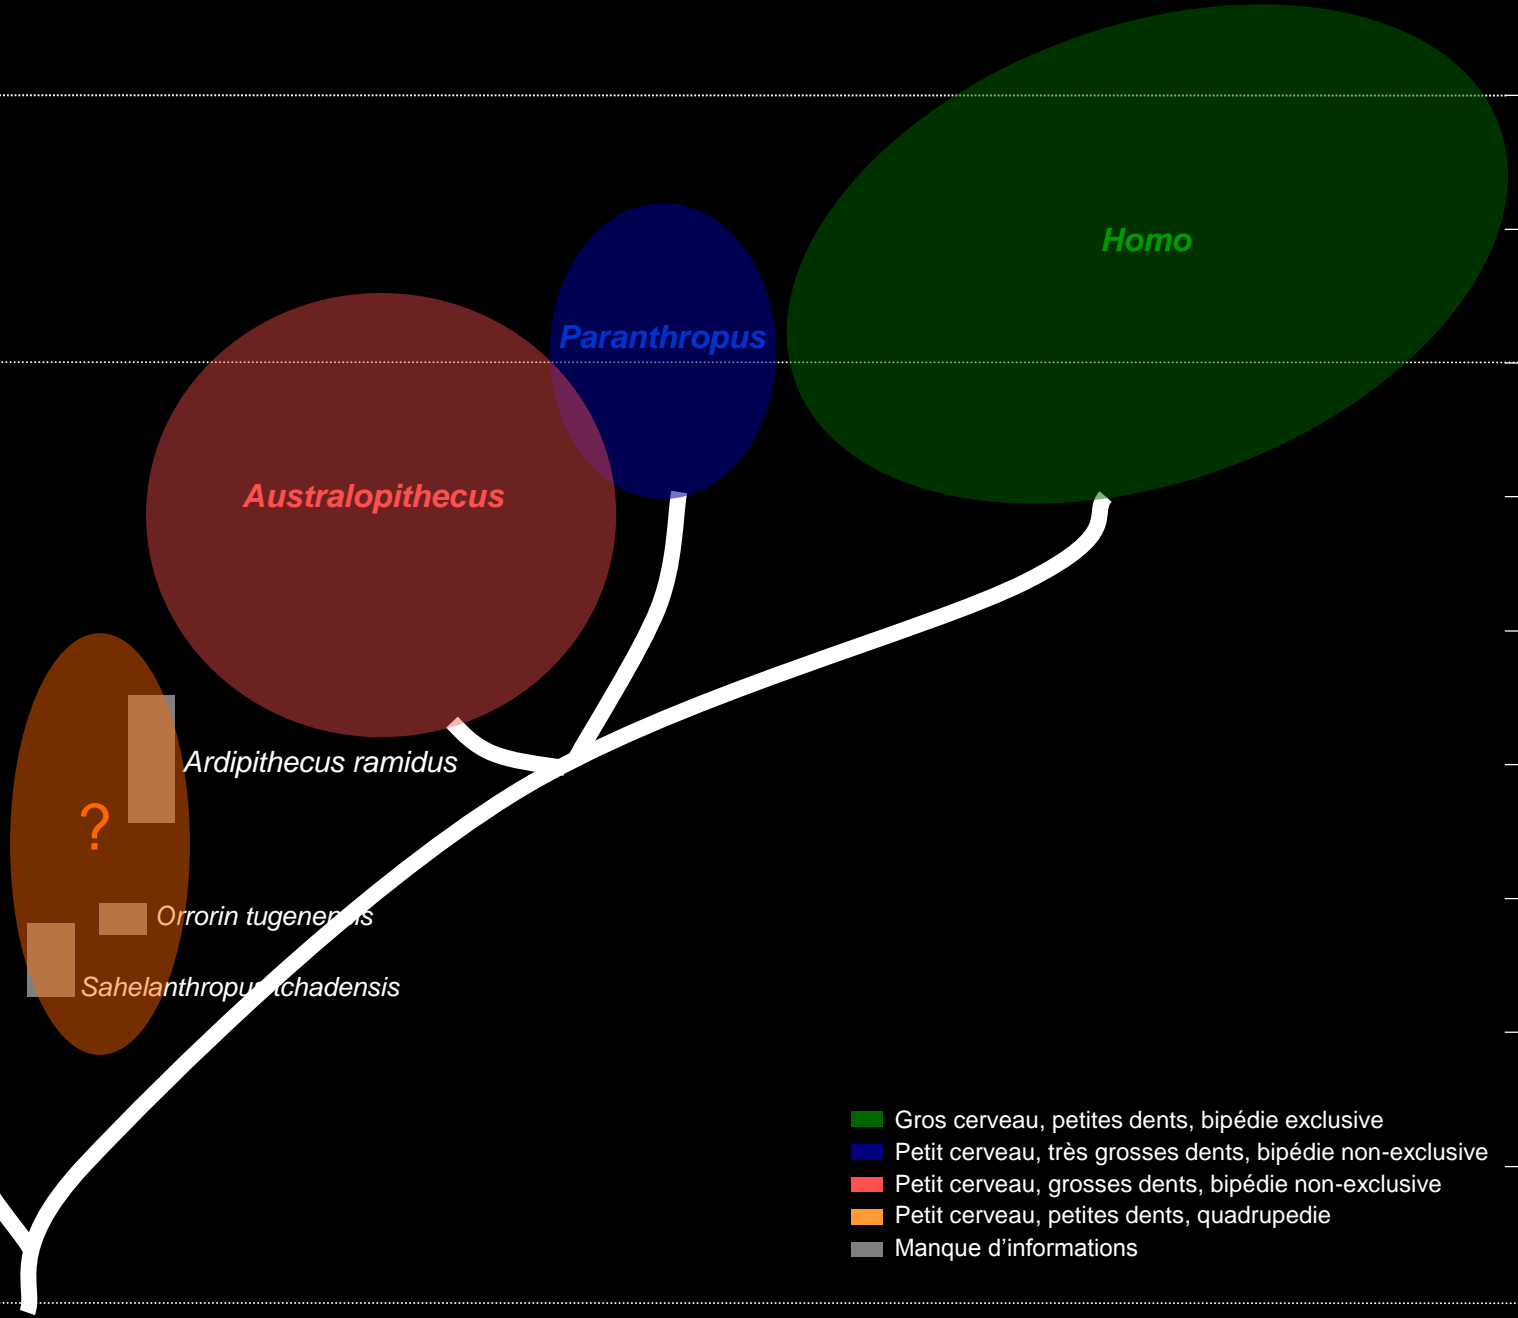 Homo
Paranthropus
Australopithecus
Ardipithecus ramidus
?
Orrorin tugenensis
Sahelanthropus tchadensis
Gros cerveau, petites dents, bipédie exclusive
Petit cerveau, très grosses dents, bipédie non-exclusive
Petit cerveau, grosses dents, bipédie non-exclusive
Petit cerveau, petites dents, quadrupedie
Manque d’informations